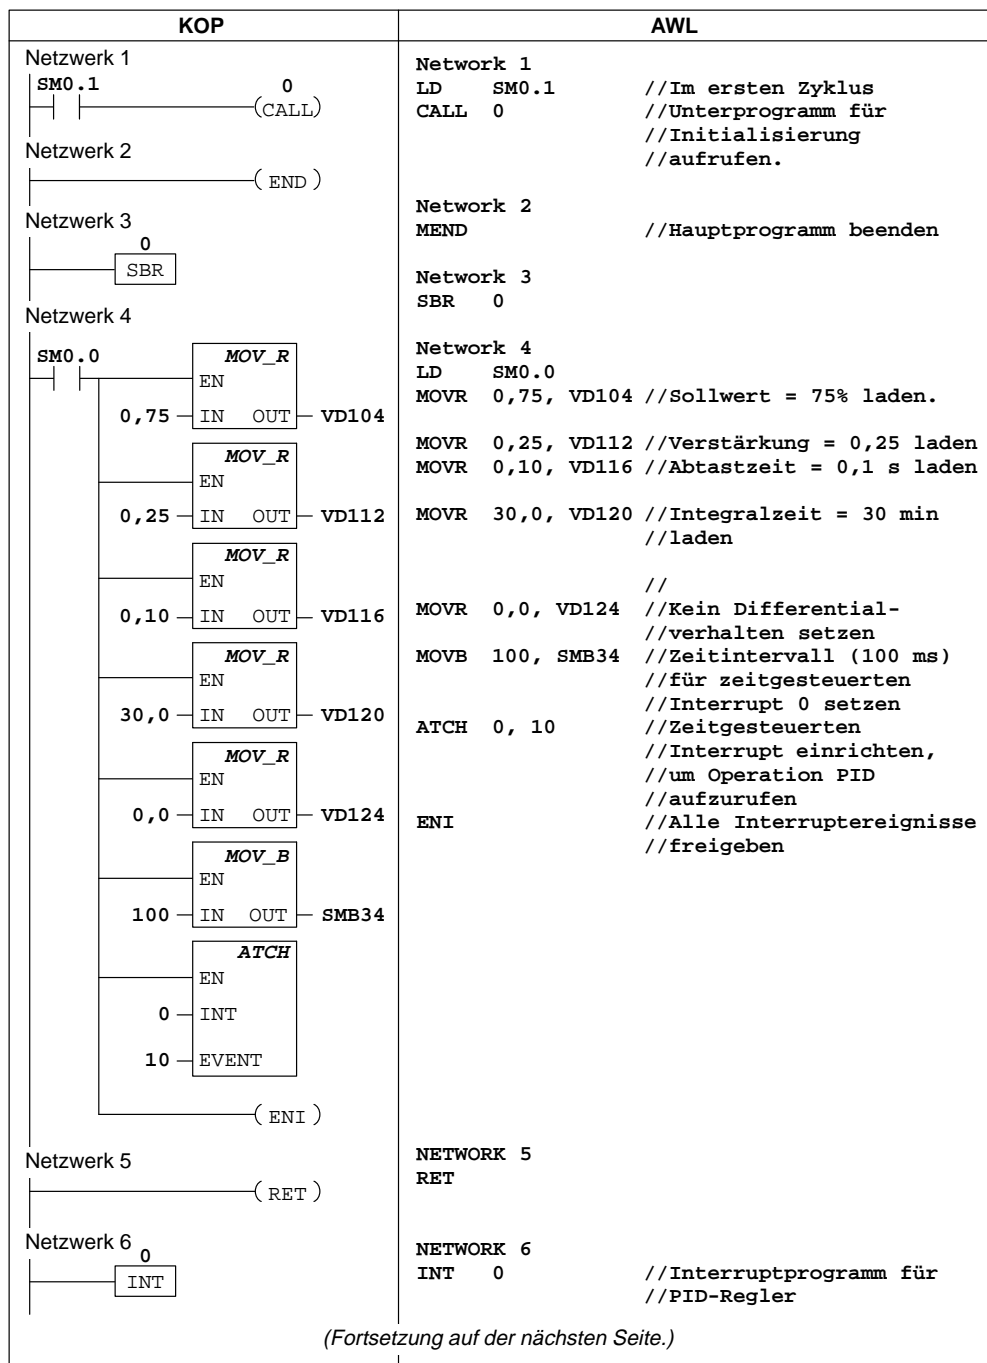 KOP
AWL
Netzwerk 1
SM0.1
0
(CALL)
Netzwerk 2
( END )
Netzwerk 3
0
SBR
Netzwerk 4
SM0.0
MOV_R
EN
0,75 IN OUT VD104
MOV_R
EN
0,25 IN OUT VD112
MOV_R
EN
0,10 IN OUT VD116
MOV_R
EN
30,0 IN OUT VD120
MOV_R
EN
0,0 IN OUT VD124
MOV_B
EN
100 IN OUT SMB34
ATCH
EN
0 INT
10 EVENT
( ENI )
Netzwerk 5
( RET )
Netzwerk 6
0
INT
Network 1
LD SM0.1 //Im ersten Zyklus
CALL 0 //Unterprogramm für
//Initialisierung
//aufrufen.
Network 2
MEND //Hauptprogramm beenden
Network 3
SBR 0
Network 4
LD SM0.0
MOVR 0,75, VD104 //Sollwert = 75% laden.
MOVR 0,25, VD112 //Verstärkung = 0,25 laden
MOVR 0,10, VD116 //Abtastzeit = 0,1 s laden
MOVR 30,0, VD120 //Integralzeit = 30 min
//laden
//
MOVR 0,0, VD124 //Kein Differential-
//verhalten setzen
MOVB 100, SMB34 //Zeitintervall (100 ms)
//für zeitgesteuerten
//Interrupt 0 setzen
ATCH 0, 10 //Zeitgesteuerten
//Interrupt einrichten,
//um Operation PID
//aufzurufen
ENI //Alle Interruptereignisse
//freigeben
NETWORK 5
RET
NETWORK 6
INT 0 //Interruptprogramm für
//PID-Regler
(Fortsetzung auf der nächsten Seite.)